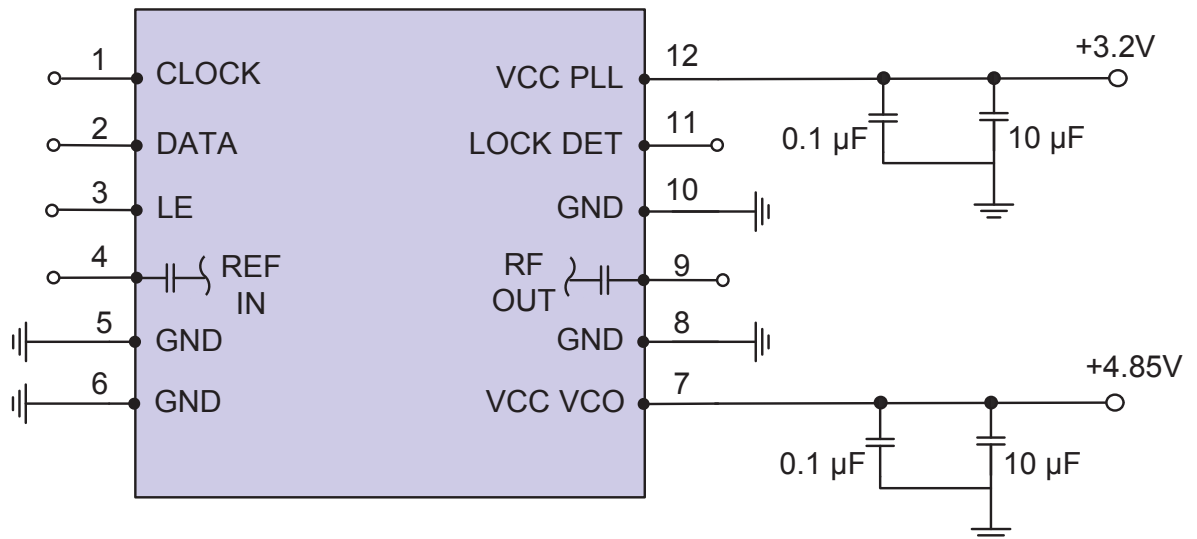 1
CLOCK
2
DATA
3
LE
4
REF
IN
5
GND
6
GND
VCC PLL
12
LOCK DET
11
GND
10
RF
OUT
9
GND
8
VCC VCO
7
+3.2V
0.1 µF
10 µF
+4.85V
0.1 µF
10 µF